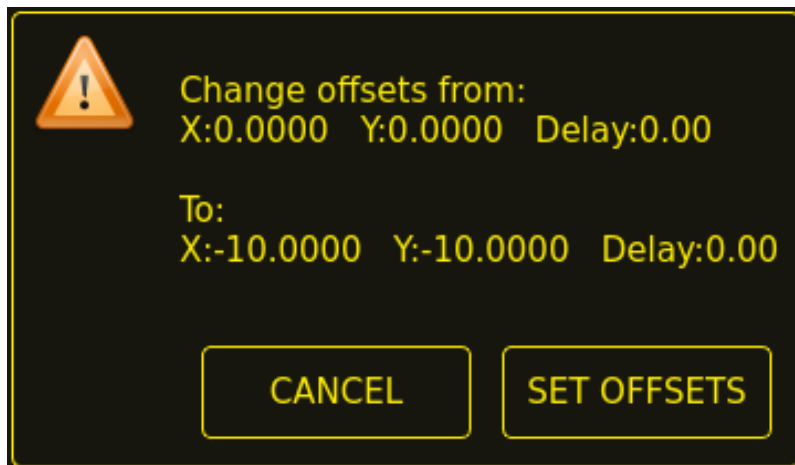 Change offsets from:
X:0.0000 Y:0.0000 Delay:0.00
To:
X:-10.0000 Y:-10.0000 Delay:0.00
CANCEL
SET OFFSETS